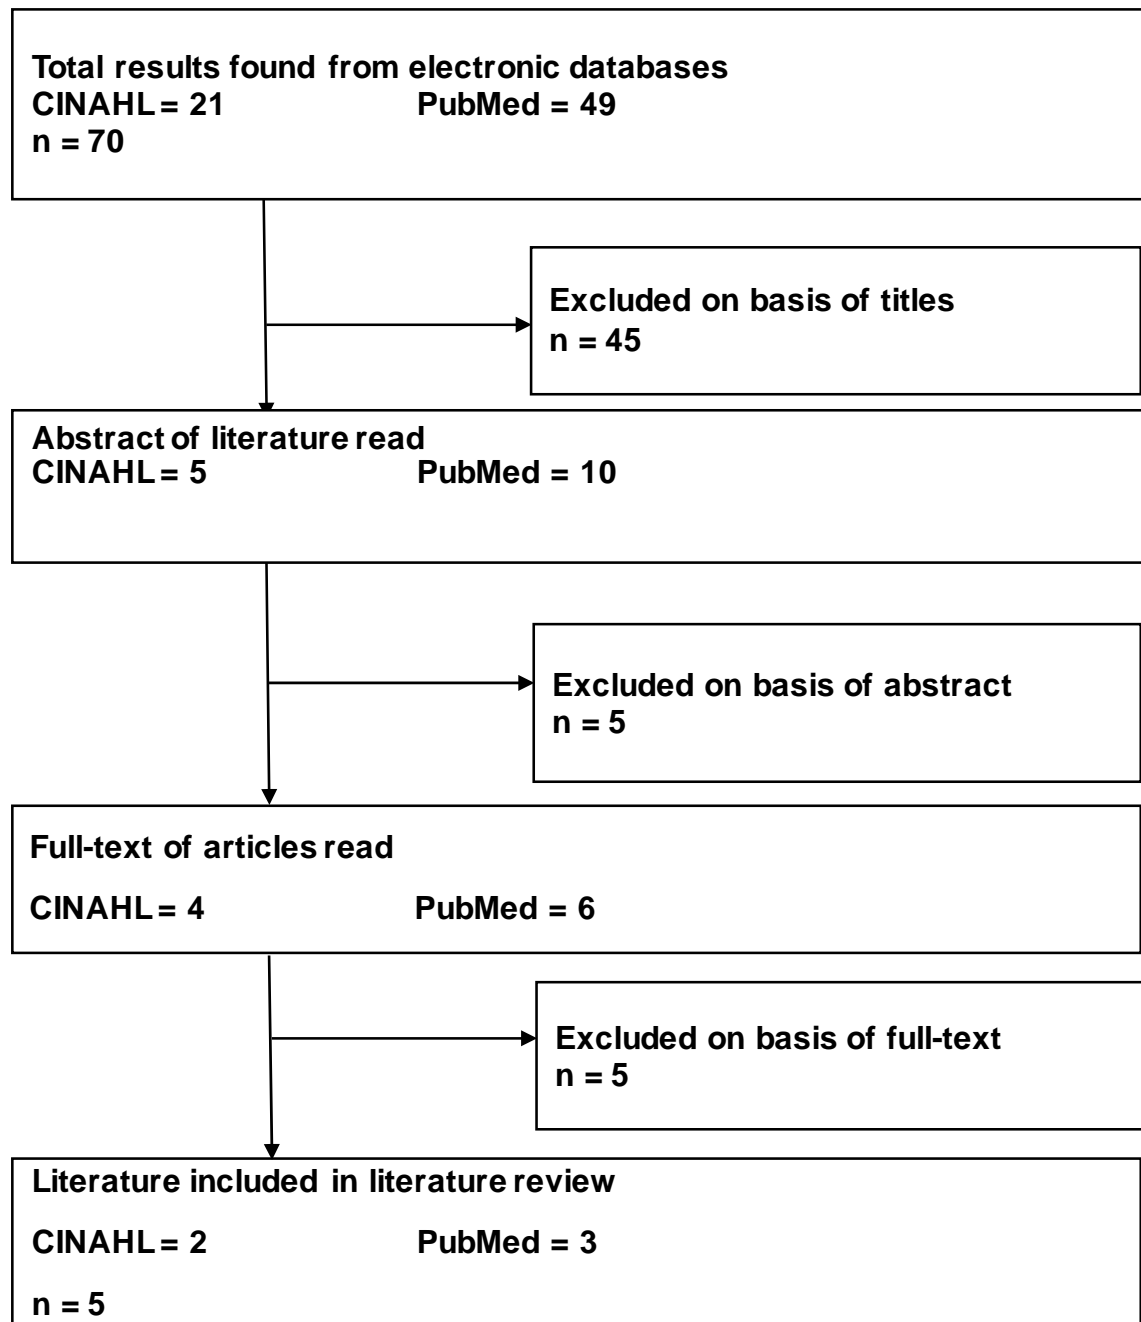 Total results found from electronic databases
CINAHL = 21 PubMed = 49
n = 70
Excluded on basis of titles
n = 45
Abstract of literature read
CINAHL = 5 PubMed = 10
Excluded on basis of abstract
n = 5
Full-text of articles read
CINAHL = 4 PubMed = 6
Excluded on basis of full-text
n = 5
Literature included in literature review
CINAHL = 2 PubMed = 3
n = 5